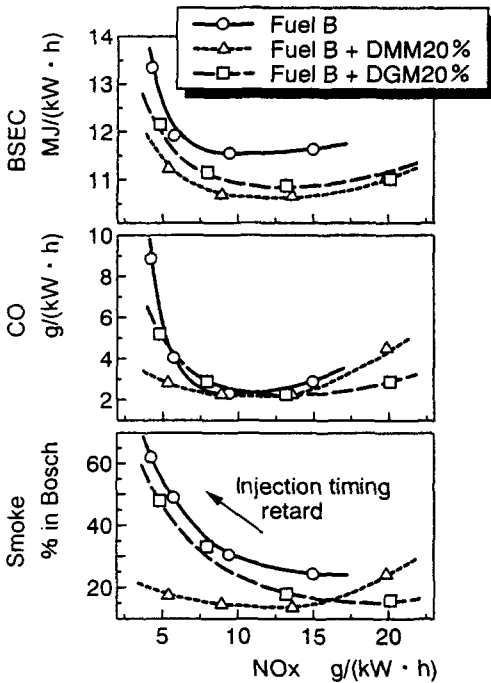 Fuel B
Fuel B + DMM20%
Fuel B + DGM20%
BSEC
MJ/(kW · h)
14
13
12
11
CO
g/(kW · h)
10
8
6
4
2
Smoke
% in Bosch
60
40
20
Injection timing
retard
5
10
15
20
NOx g/(kW · h)